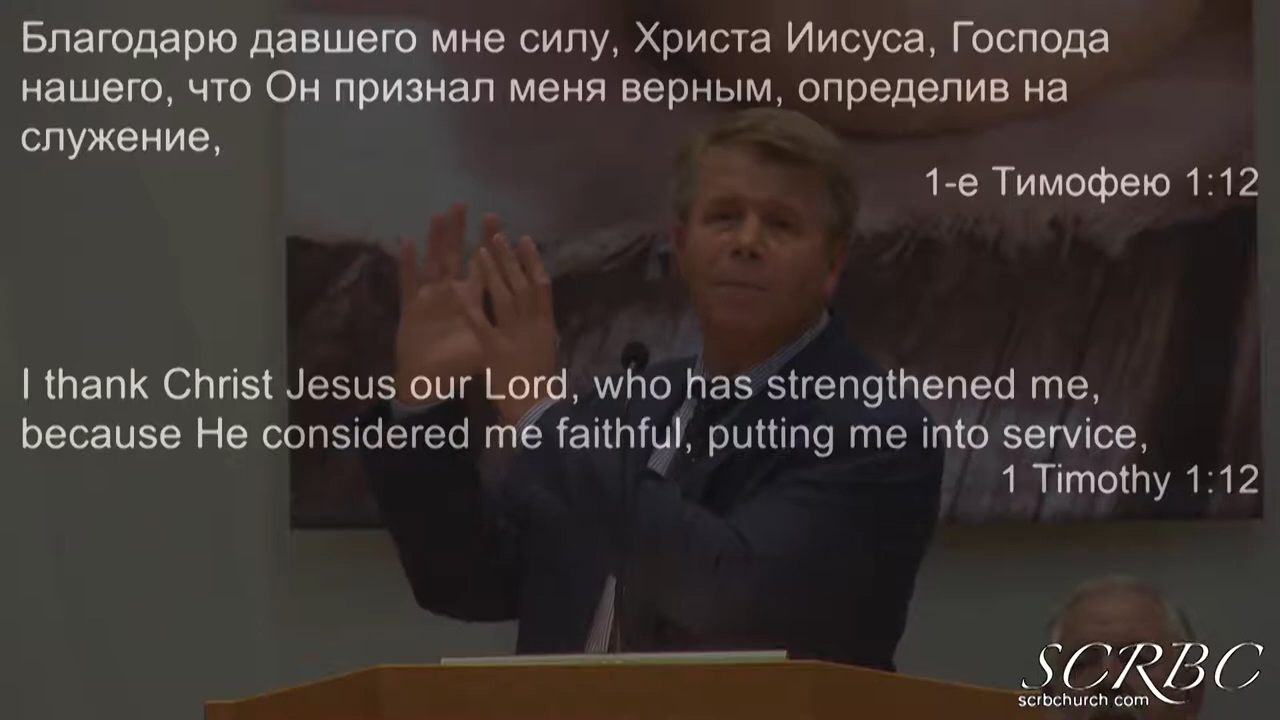 Благодарю давшего мне силу, Христа Иисуса, Господа
нашего, что Он признал меня верным, определив на
служение,
1-е Тимофею 1:12
I thank Christ Jesus our Lord, who has strengthened me,
because He considered me faithful, putting me into service,
1 Timothy 1:12
SCRBC
scrbchurch com